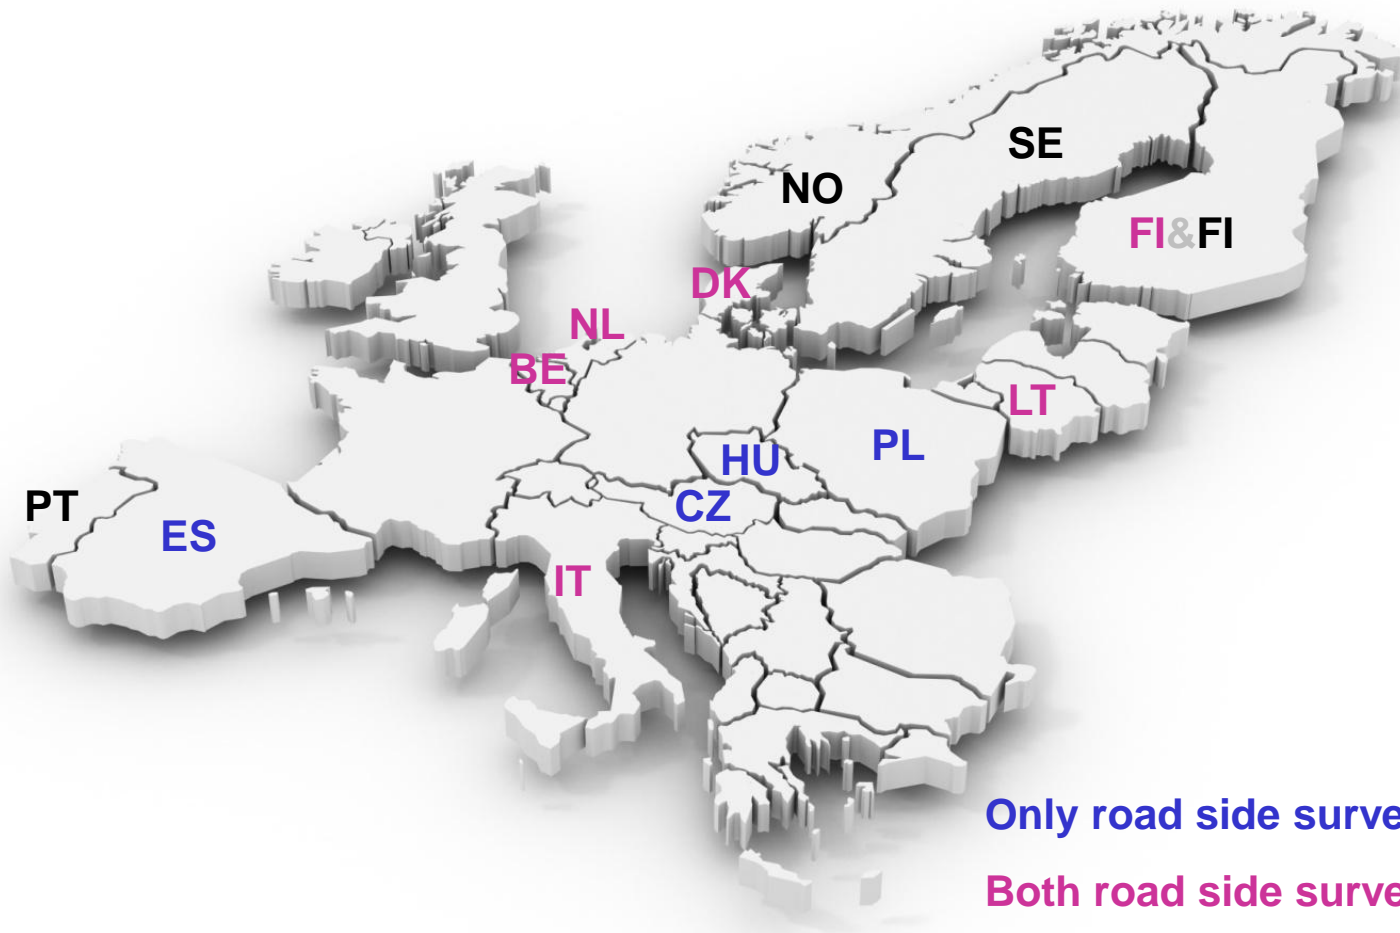 SE
NO
FI&FI
DK
NL
BE
LT
PL
HU
CZ
PT
ES
IT
Only road side surve
Both road side surve